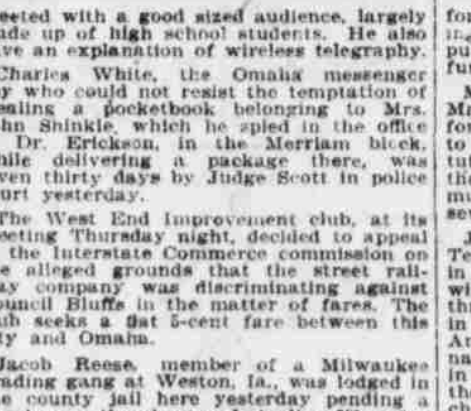 eeted with a good sized audience, largely
ade up of high school students. He also
ave an explanation of wireless telegraphy.
Charles White, the Omaha messenger
y who could not resist the temptation of
ealing a pocketbook belonging to Mrs.
hn Shinkle, which he spied in the office
Dr. Erickson, in the Merriam block,
hile delivering a package there, was
ven thirty days by Judge Scott in police
urt yesterday.
The West End Improvement club, at its
eeting Thursday night, decided to appeal
the Interstate Commerce commission on
e alleged grounds that the street rail-
ay company was discriminating against
ouncil Bluffs in the matter of fares. The
ub seeks a flat 5-cent fare between this
ty and Omaha.
Jacob Reese, member of a Milwaukee
ading gang at Weston, Ia., was lodged in
e county jail here yesterday pending a